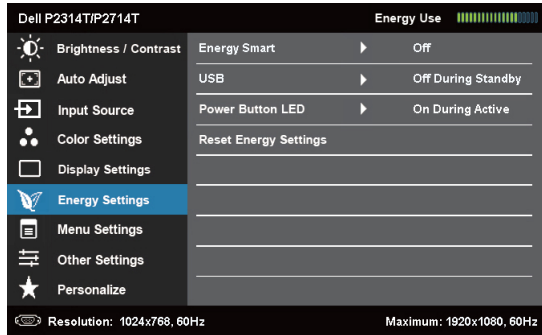 Dell P2314T/P2714T Energy Use
Brightness / Contrast Energy Smart Off
Auto Adjust USB Off During Standby
Input Source Power Button LED On During Active
Color Settings Reset Energy Settings
Display Settings
Energy Settings
Menu Settings
Other Settings
Personalize
Resolution: 1024x768, 60Hz Maximum: 1920x1080, 60Hz